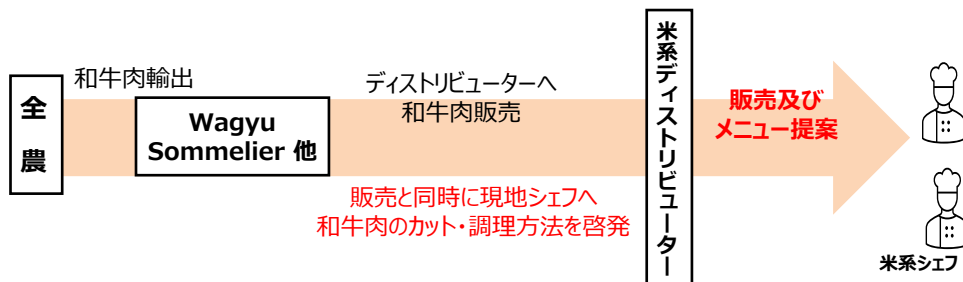 全農
和牛肉輸出
Wagyu
Sommelier 他
ディストリビューターへ
和牛肉販売
販売と同時に現地シェフへ
和牛肉のカット・調理方法を啓発
米系ディストリビューター
販売及び
メニュー提案
米系シェフ